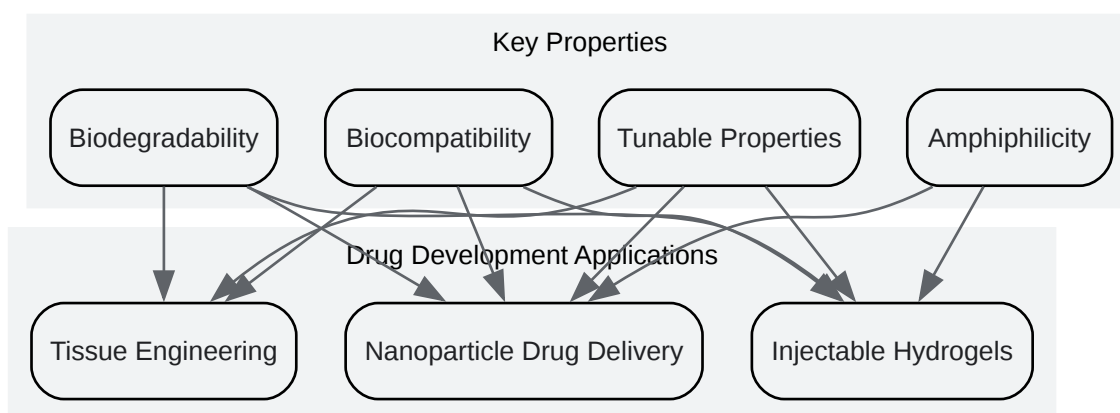 Key Properties
Biodegradability
Biocompatibility
Tunable Properties
Amphiphilicity
Drug Development Applications
Tissue Engineering
Nanoparticle Drug Delivery
Injectable Hydrogels